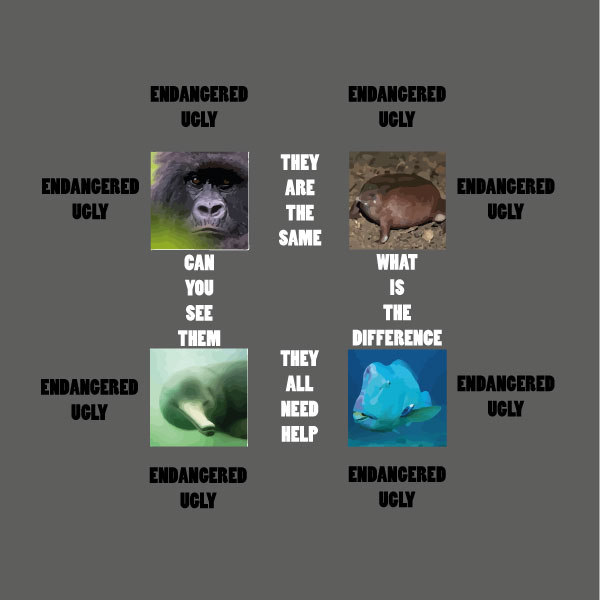 ENDANGERED
UGLY
ENDANGERED
UGLY
ENDANGERED
UGLY
THEY
ARE
THE
SAME
ENDANGERED
UGLY
CAN
YOU
SEE
THEM
WHAT
IS
THE
DIFFERENCE
ENDANGERED
UGLY
THEY
ALL
NEED
HELP
ENDANGERED
UGLY
ENDANGERED
UGLY
ENDANGERED
UGLY